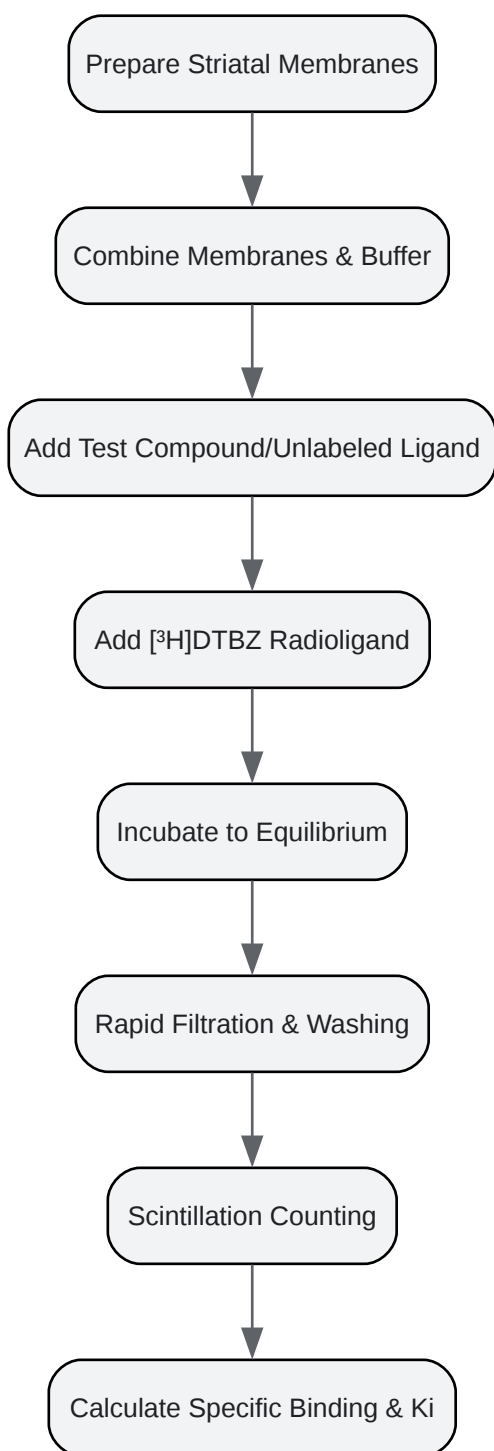 Prepare Striatal Membranes
Combine Membranes & Buffer
Add Test Compound/Unlabeled Ligand
Add [³H]DTBZ Radioligand
Incubate to Equilibrium
Rapid Filtration & Washing
Scintillation Counting
Calculate Specific Binding & Ki